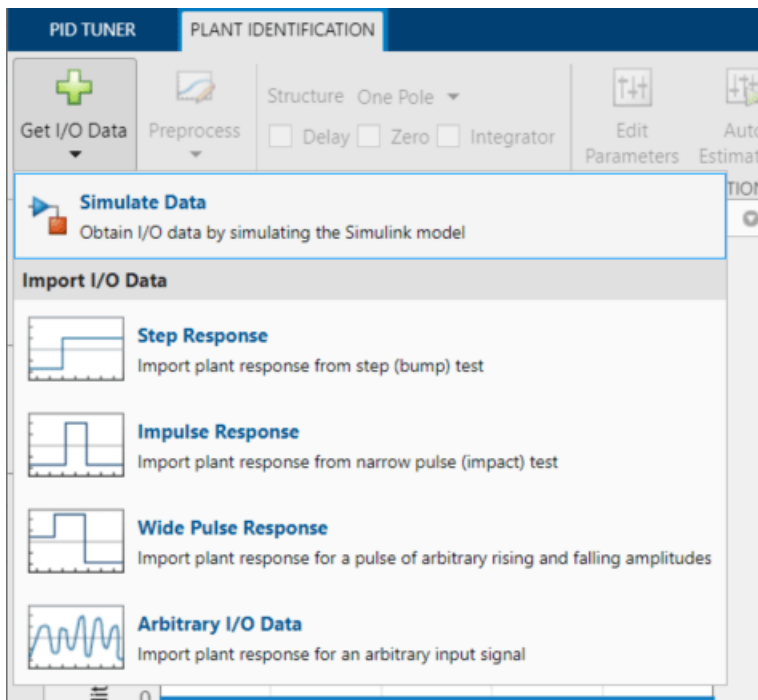 PID TUNER
PLANT IDENTIFICATION
Get I/O Data
Preprocess
Structure One Pole
Delay Zero Integrator
Edit
Parameters
Simulate Data
Obtain I/O data by simulating the Simulink model
Import I/O Data
Step Response
Import plant response from step (bump) test
Impulse Response
Import plant response from narrow pulse (impact) test
Wide Pulse Response
Import plant response for a pulse of arbitrary rising and falling amplitudes
Arbitrary I/O Data
Import plant response for an arbitrary input signal
0